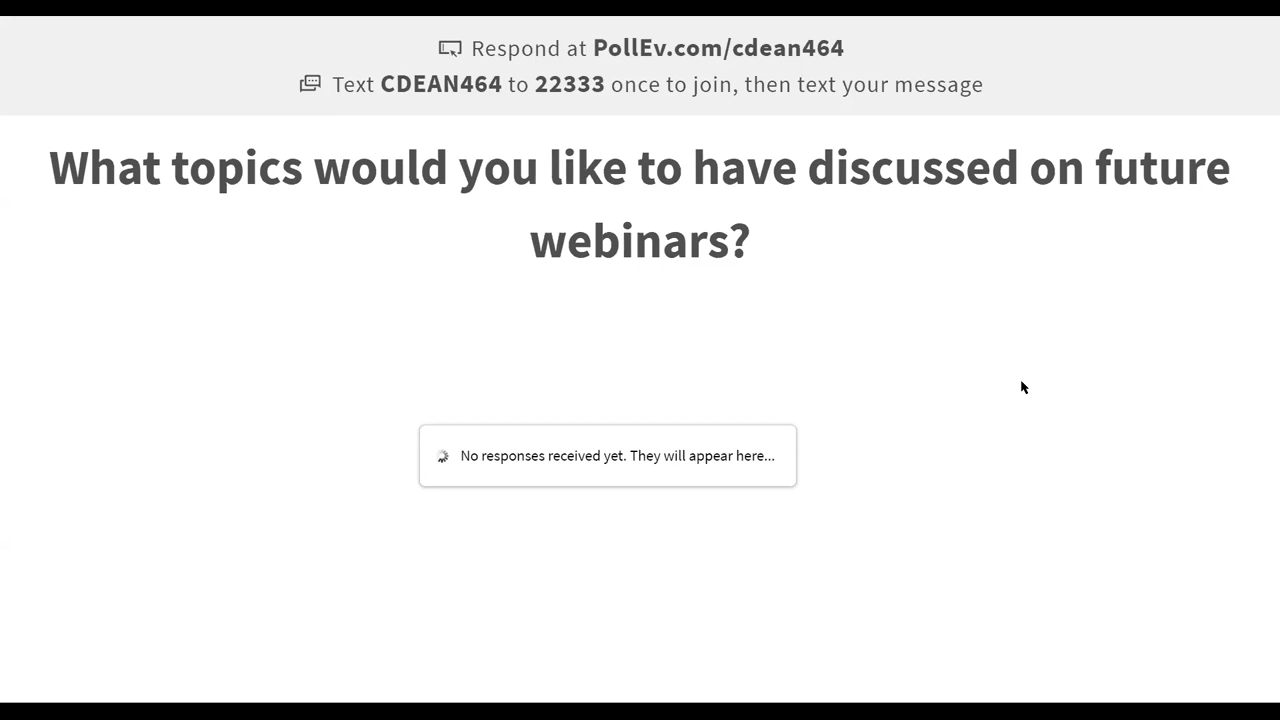 Respond at PollEv.com/cdean464
Text CDEAN464 to 22333 once to join, then text your message
What topics would you like to have discussed on future
webinars?
No responses received yet. They will appear here...